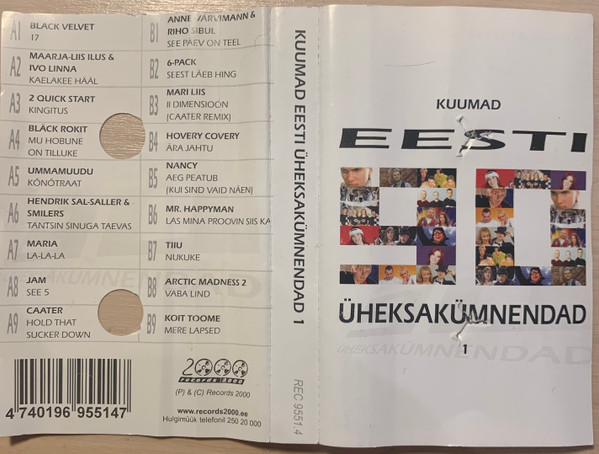 A1 BLACK VELVET
17
A2 MAARJA-LIIS ILUS &
IVO LINNA
KAELAKEE HÄÄL
A3 2 QUICK START
KINGITUS
A4 BLACK ROKIT
MU HOBUNE
ON TILLUKE
A5 UMMAMUUDU
KÕNÕTRAAT
A6 HENDRIK SAL-SALLER &
SMILERS
TANTSIN SINUGA TAEVAS
A7 MARIA
LA-LA-LA
A8 JAM
SEE 5
A9 CAATER
HOLD THAT
SUCKER DOWN
B1 ANNE VÄRVIMANN &
RIHO SIBUL
SEE PÄEV ON TEEL
B2 6-PACK
SEEST LÄEB HING
B3 MARI LIIS
II DIMENSIOON
(CAATER REMIX)
B4 HOVERY COVERY
ÄRA JAHTU
B5 NANCY
AEG PEATUB
(KUI SIND VAID NÄEN)
B6 MR. HAPPYMAN
LAS MINA PROOVIN SIIS KA
B7 TIIU
NUKUKE
B8 ARCTIC MADNESS 2
VABA LIND
B9 KOIT TOOME
MERE LAPSED
ÜHEKSAKÜMNENDAD
4 740196 955147
2000
records 2000
(P) & (C) Records 2000
www.records2000.ee
Hulgimüük telefonil 250 20 000
KUUMAD EESTI ÜHEKSAKÜMNENDAD 1
REC 9551.4
KUUMAD
EESTI
90
ÜHEKSAKÜMNENDAD
1
ÜHEKSAKÜMNENDAD